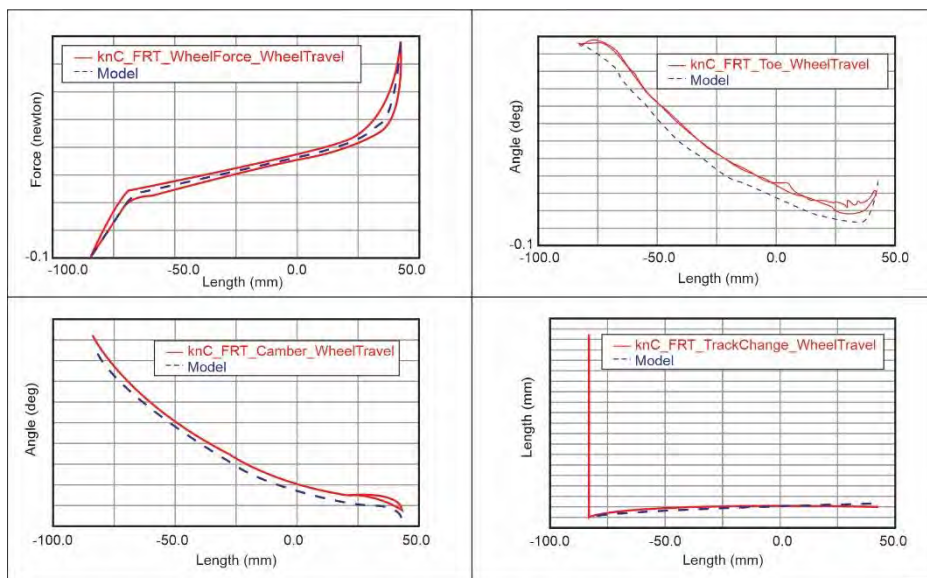 knC_FRT_WheelForce_WheelTravel
Model
Force (newton)
-0.1
-100.0 -50.0 0.0 50.0
Length (mm)
knC_FRT_Toe_WheelTravel
Model
Angle (deg)
-0.1
-100.0 -50.0 0.0 50.0
Length (mm)
knC_FRT_Camber_WheelTravel
Model
Angle (deg)
-100.0 -50.0 0.0 50.0
Length (mm)
knC_FRT_TrackChange_WheelTravel
Model
Length (mm)
-100.0 -50.0 0.0 50.0
Length (mm)